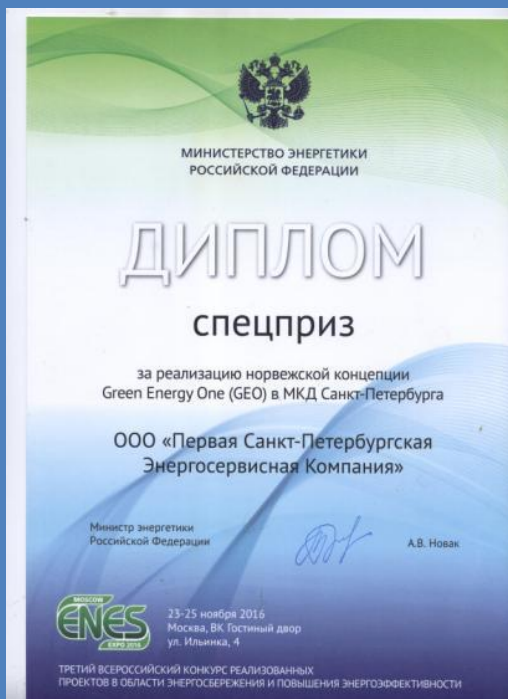 МИНИСТЕРСТВО ЭНЕРГЕТИКИ
РОССИЙСКОЙ ФЕДЕРАЦИИ
ДИПЛОМ
спецприз
за реализацию норвежской концепции
Green Energy One (GEO) в МКД Санкт-Петербурга
ООО «Первая Санкт-Петербургская
Энергосервисная Компания»
Министр энергетики
Российской Федерации
А.В. Новак
MOSCOW
ENES
EXPO 2016
23-25 ноября 2016
Москва, ВК Гостиный двор
ул. Ильинка, 4
ТРЕТИЙ ВСЕРОССИЙСКИЙ КОНКУРС РЕАЛИЗОВАННЫХ
ПРОЕКТОВ В ОБЛАСТИ ЭНЕРГОСБЕРЕЖЕНИЯ И ПОВЫШЕНИЯ ЭНЕРГОЭФФЕКТИВНОСТИ